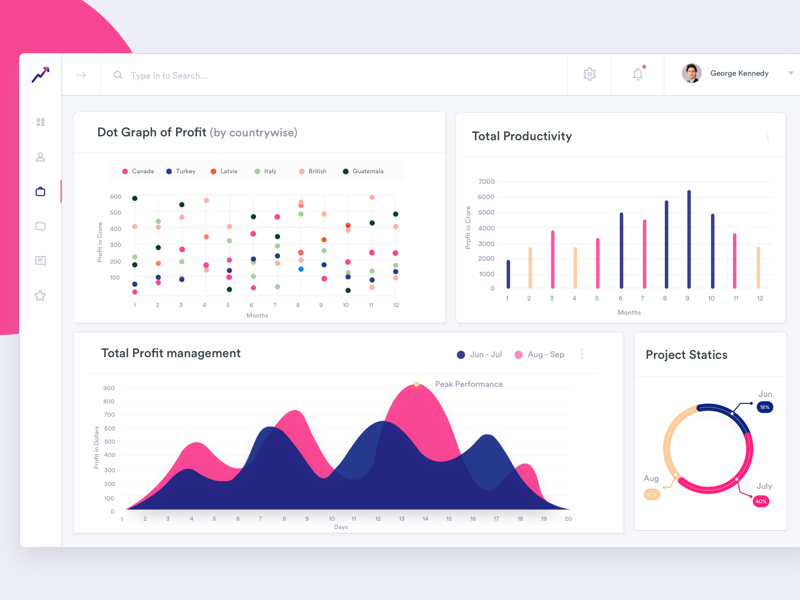 Type in to Search...
George Kennedy
Dot Graph of Profit (by countrywise)
Canada Turkey Latvia Italy British Guatemala
Profit in Crore
600
500
400
300
200
100
1 2 3 4 5 6 7 8 9 10 11 12
Months
Total Productivity
Profit in Crore
7000
6000
5000
4000
3000
2000
1000
0
1 2 3 4 5 6 7 8 9 10 11 12
Months
Total Profit management
Jun - Jul Aug - Sep
Peak Performance
Profit in Dollars
900
800
700
600
500
400
300
200
100
0
1 2 3 4 5 6 7 8 9 10 11 12 13 14 15 16 17 18 19 20
Days
Project Statics
Jun
18%
Aug
July
40%